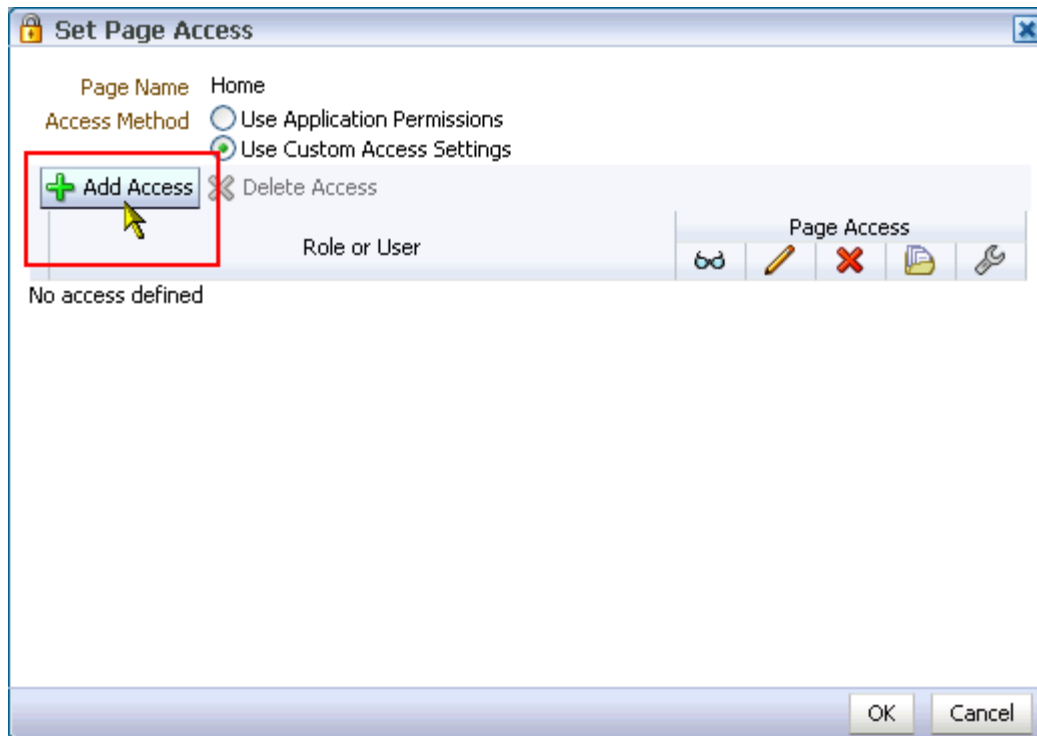 Set Page Access
Page Name Home
Access Method Use Application Permissions
Use Custom Access Settings
Add Access Delete Access
Role or User Page Access
No access defined
OK Cancel